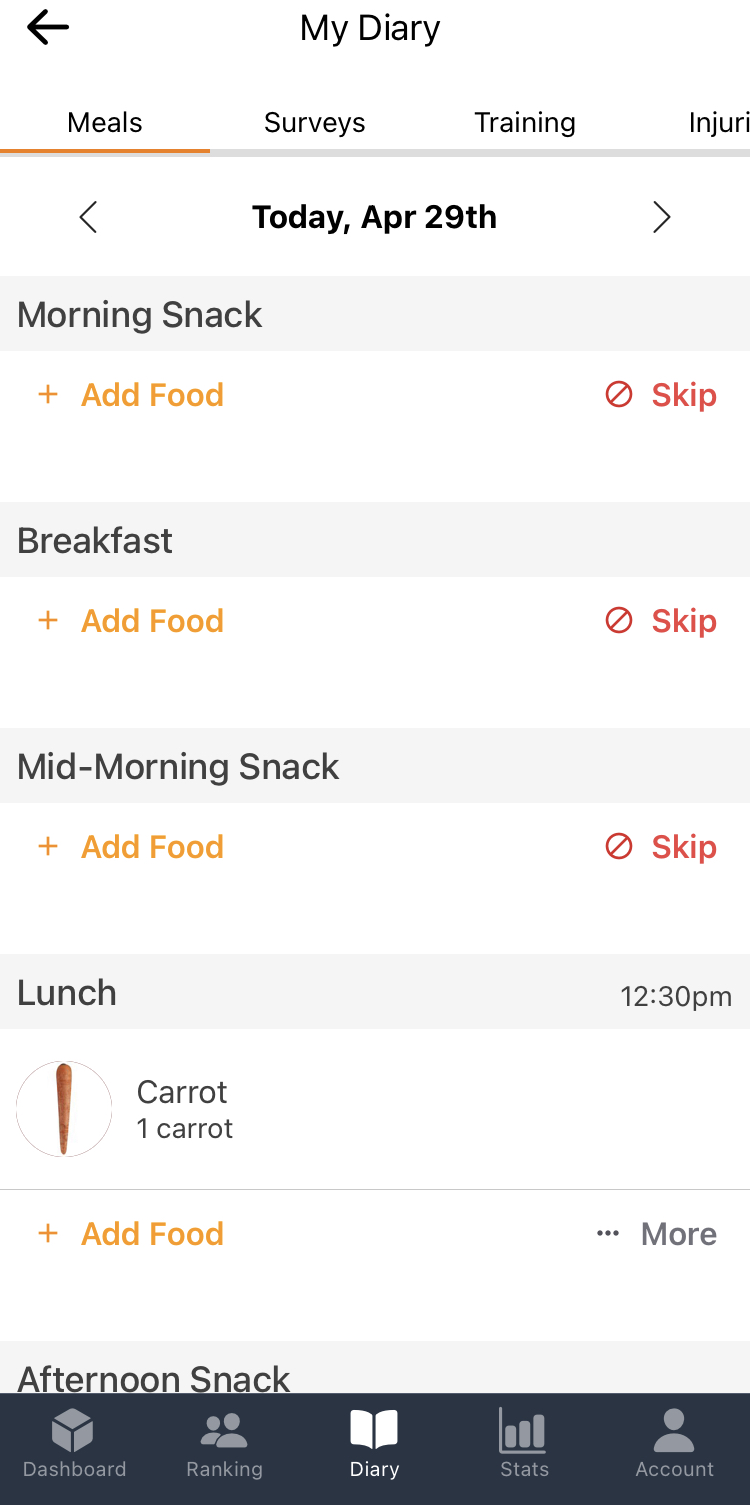 My Diary
Meals Surveys Training Injuri
Today, Apr 29th
Morning Snack
+ Add Food Skip
Breakfast
+ Add Food Skip
Mid-Morning Snack
+ Add Food Skip
Lunch 12:30pm
Carrot
1 carrot
+ Add Food ... More
Afternoon Snack
Dashboard Ranking Diary Stats Account